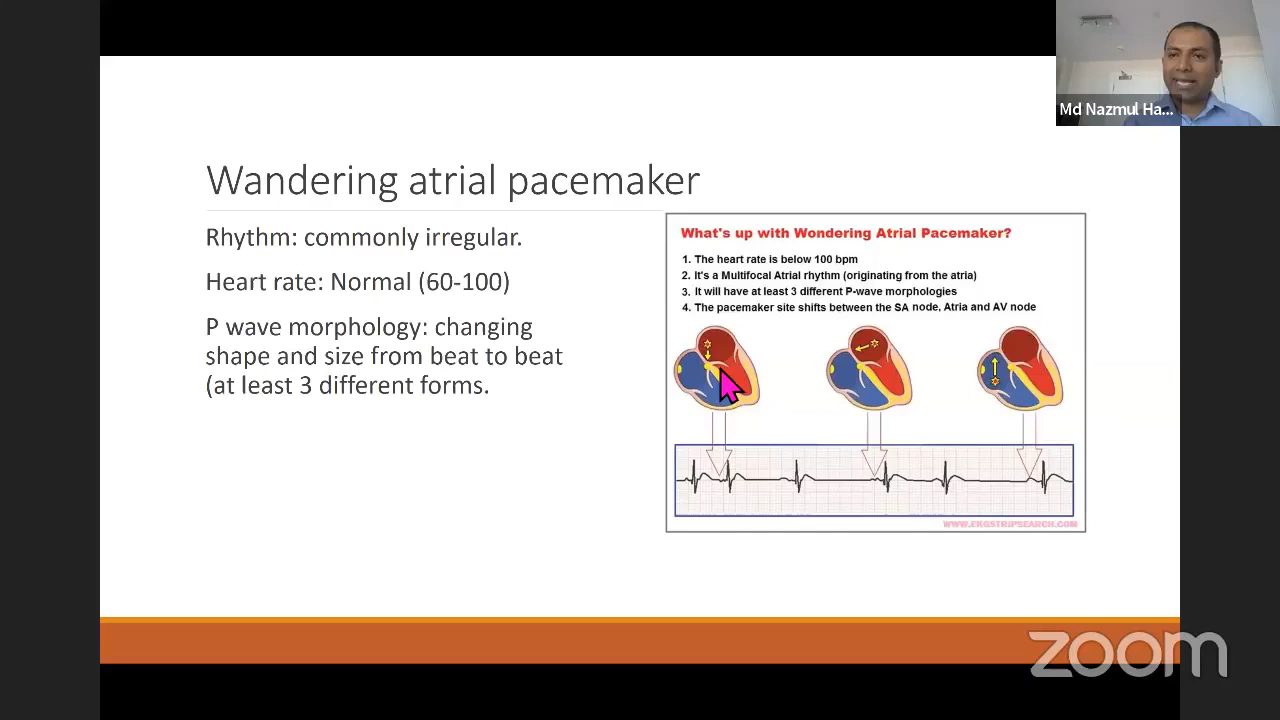 Md Nazmul Ha...
Wandering atrial pacemaker
Rhythm: commonly irregular.
Heart rate: Normal (60-100)
P wave morphology: changing
shape and size from beat to beat
(at least 3 different forms.
What's up with Wondering Atrial Pacemaker?
1. The heart rate is below 100 bpm
2. It's a Multifocal Atrial rhythm (originating from the atria)
3. It will have at least 3 different P-wave morphologies
4. The pacemaker site shifts between the SA node, Atria and AV node
WWW.EKGSTRIPSEARCH.COM
zoom